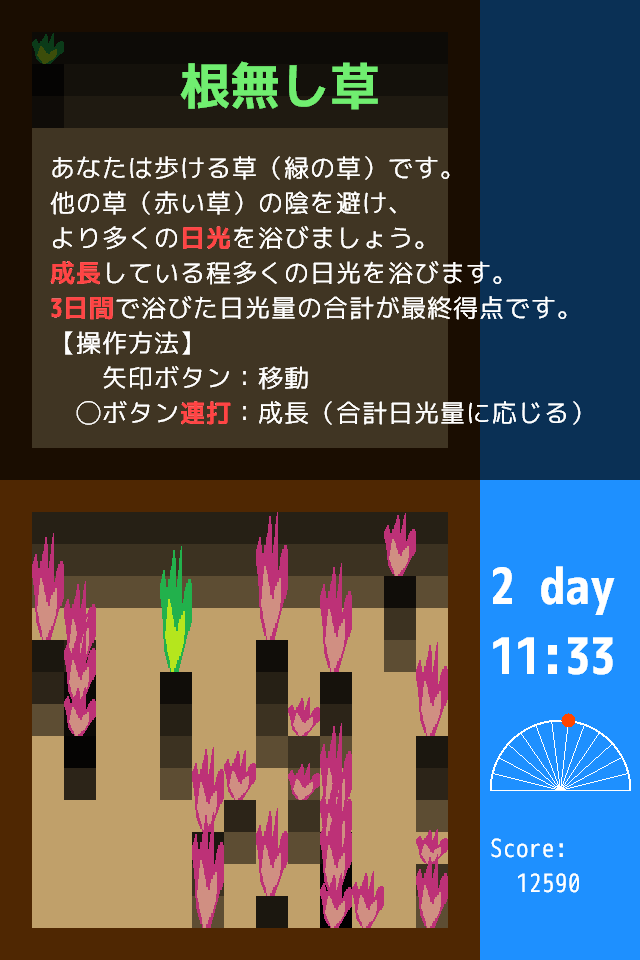 根無し草
あなたは歩ける草（緑の草）です。
他の草（赤い草）の陰を避け、
より多くの日光を浴びましょう。
成長している程多くの日光を浴びます。
3日間で浴びた日光量の合計が最終得点です。
【操作方法】
矢印ボタン：移動
◯ボタン連打：成長（合計日光量に応じる）
2 day
11:33
Score:
12590